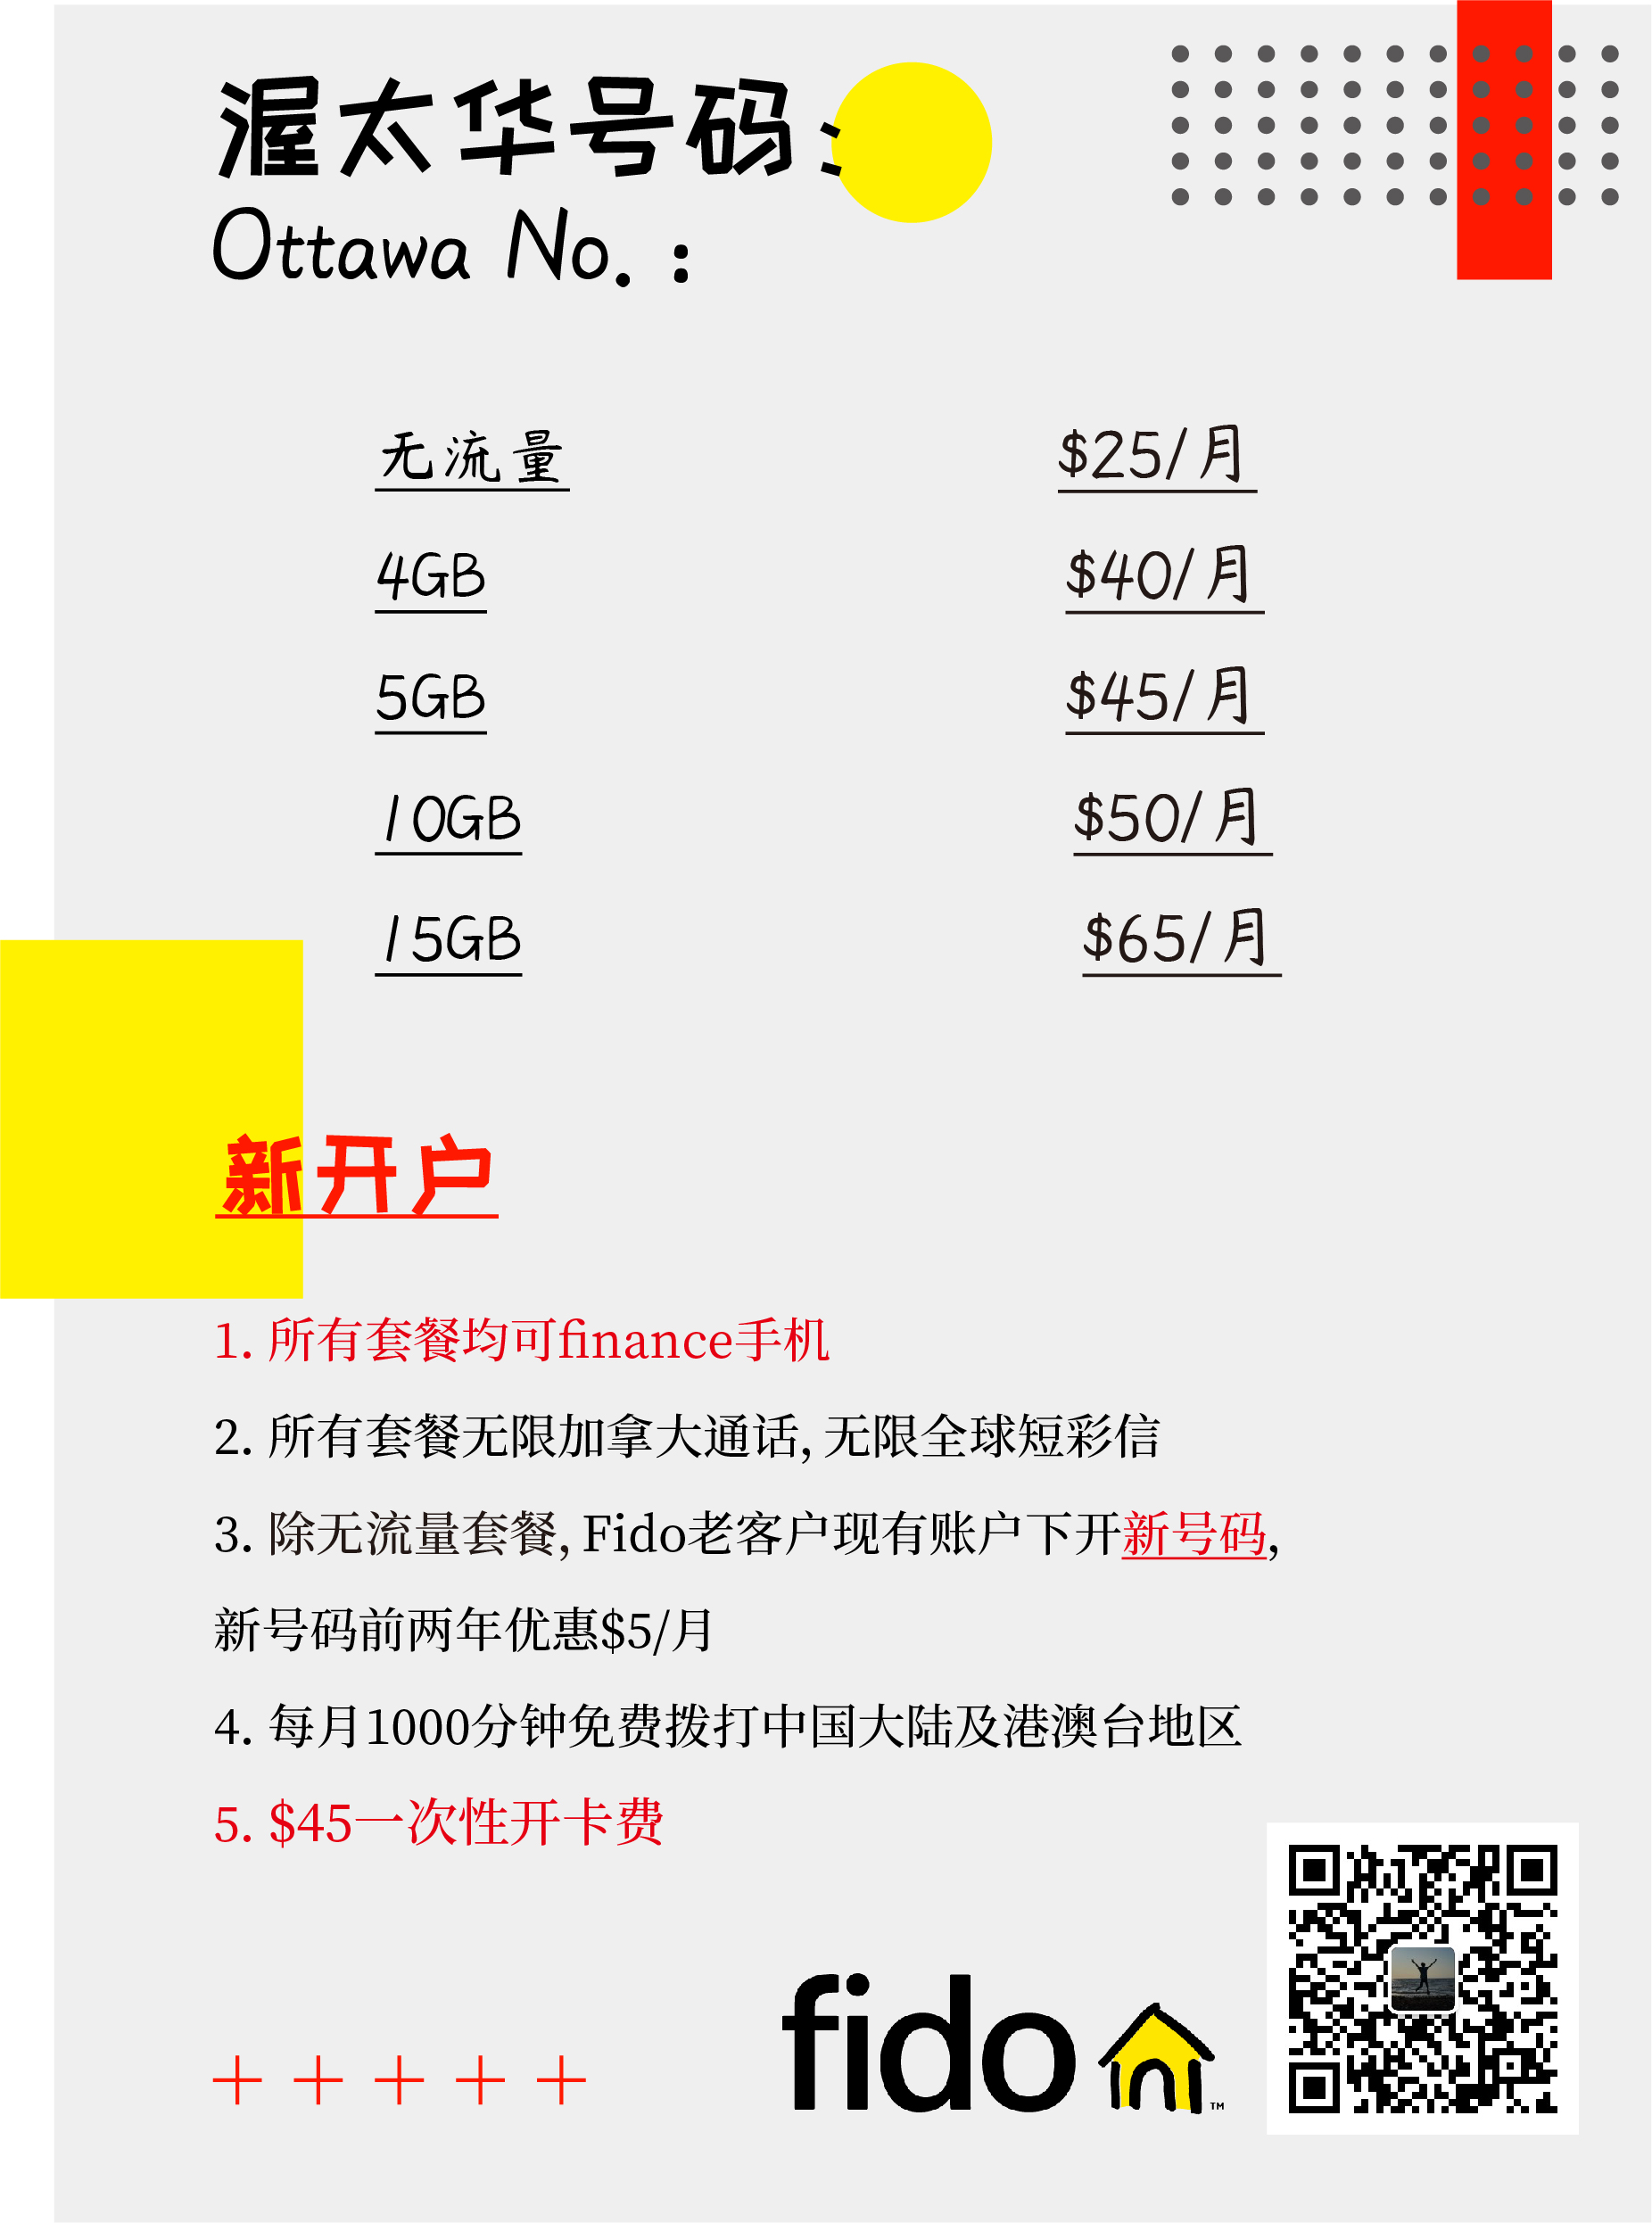 渥太华号码：
Ottawa No. :
无流量 $25/月
4GB $40/月
5GB $45/月
10GB $50/月
15GB $65/月
新开户
1. 所有套餐均可finance手机
2. 所有套餐无限加拿大通话, 无限全球短彩信
3. 除无流量套餐, Fido老客户现有账户下开新号码,
新号码前两年优惠$5/月
4. 每月1000分钟免费拨打中国大陆及港澳台地区
5. $45一次性开卡费
fido TM